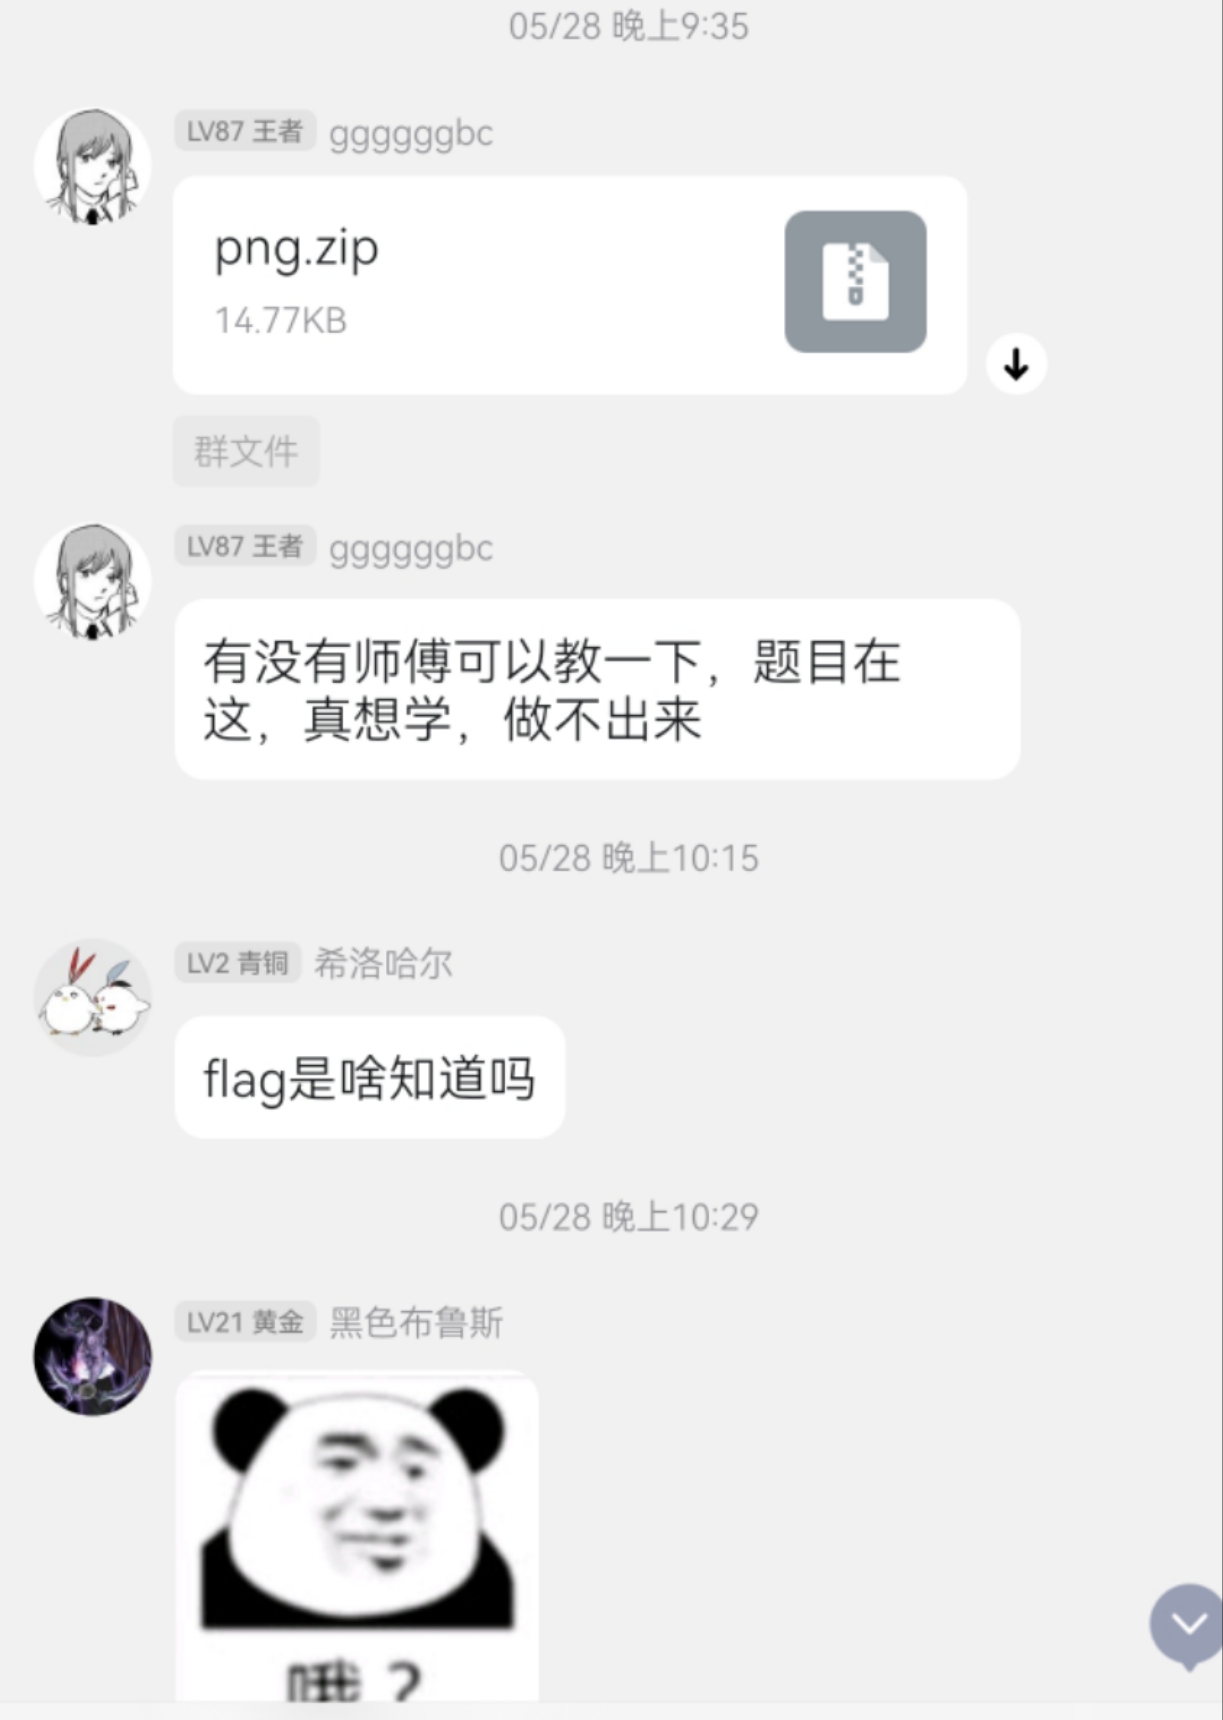 05/28 晚上9:35
LV87 王者 ggggggbc
png.zip
14.77KB
群文件
LV87 王者 ggggggbc
有没有师傅可以教一下，题目在
这，真想学，做不出来
05/28 晚上10:15
LV2 青铜 希洛哈尔
flag是啥知道吗
05/28 晚上10:29
LV21 黄金 黑色布鲁斯
哦？